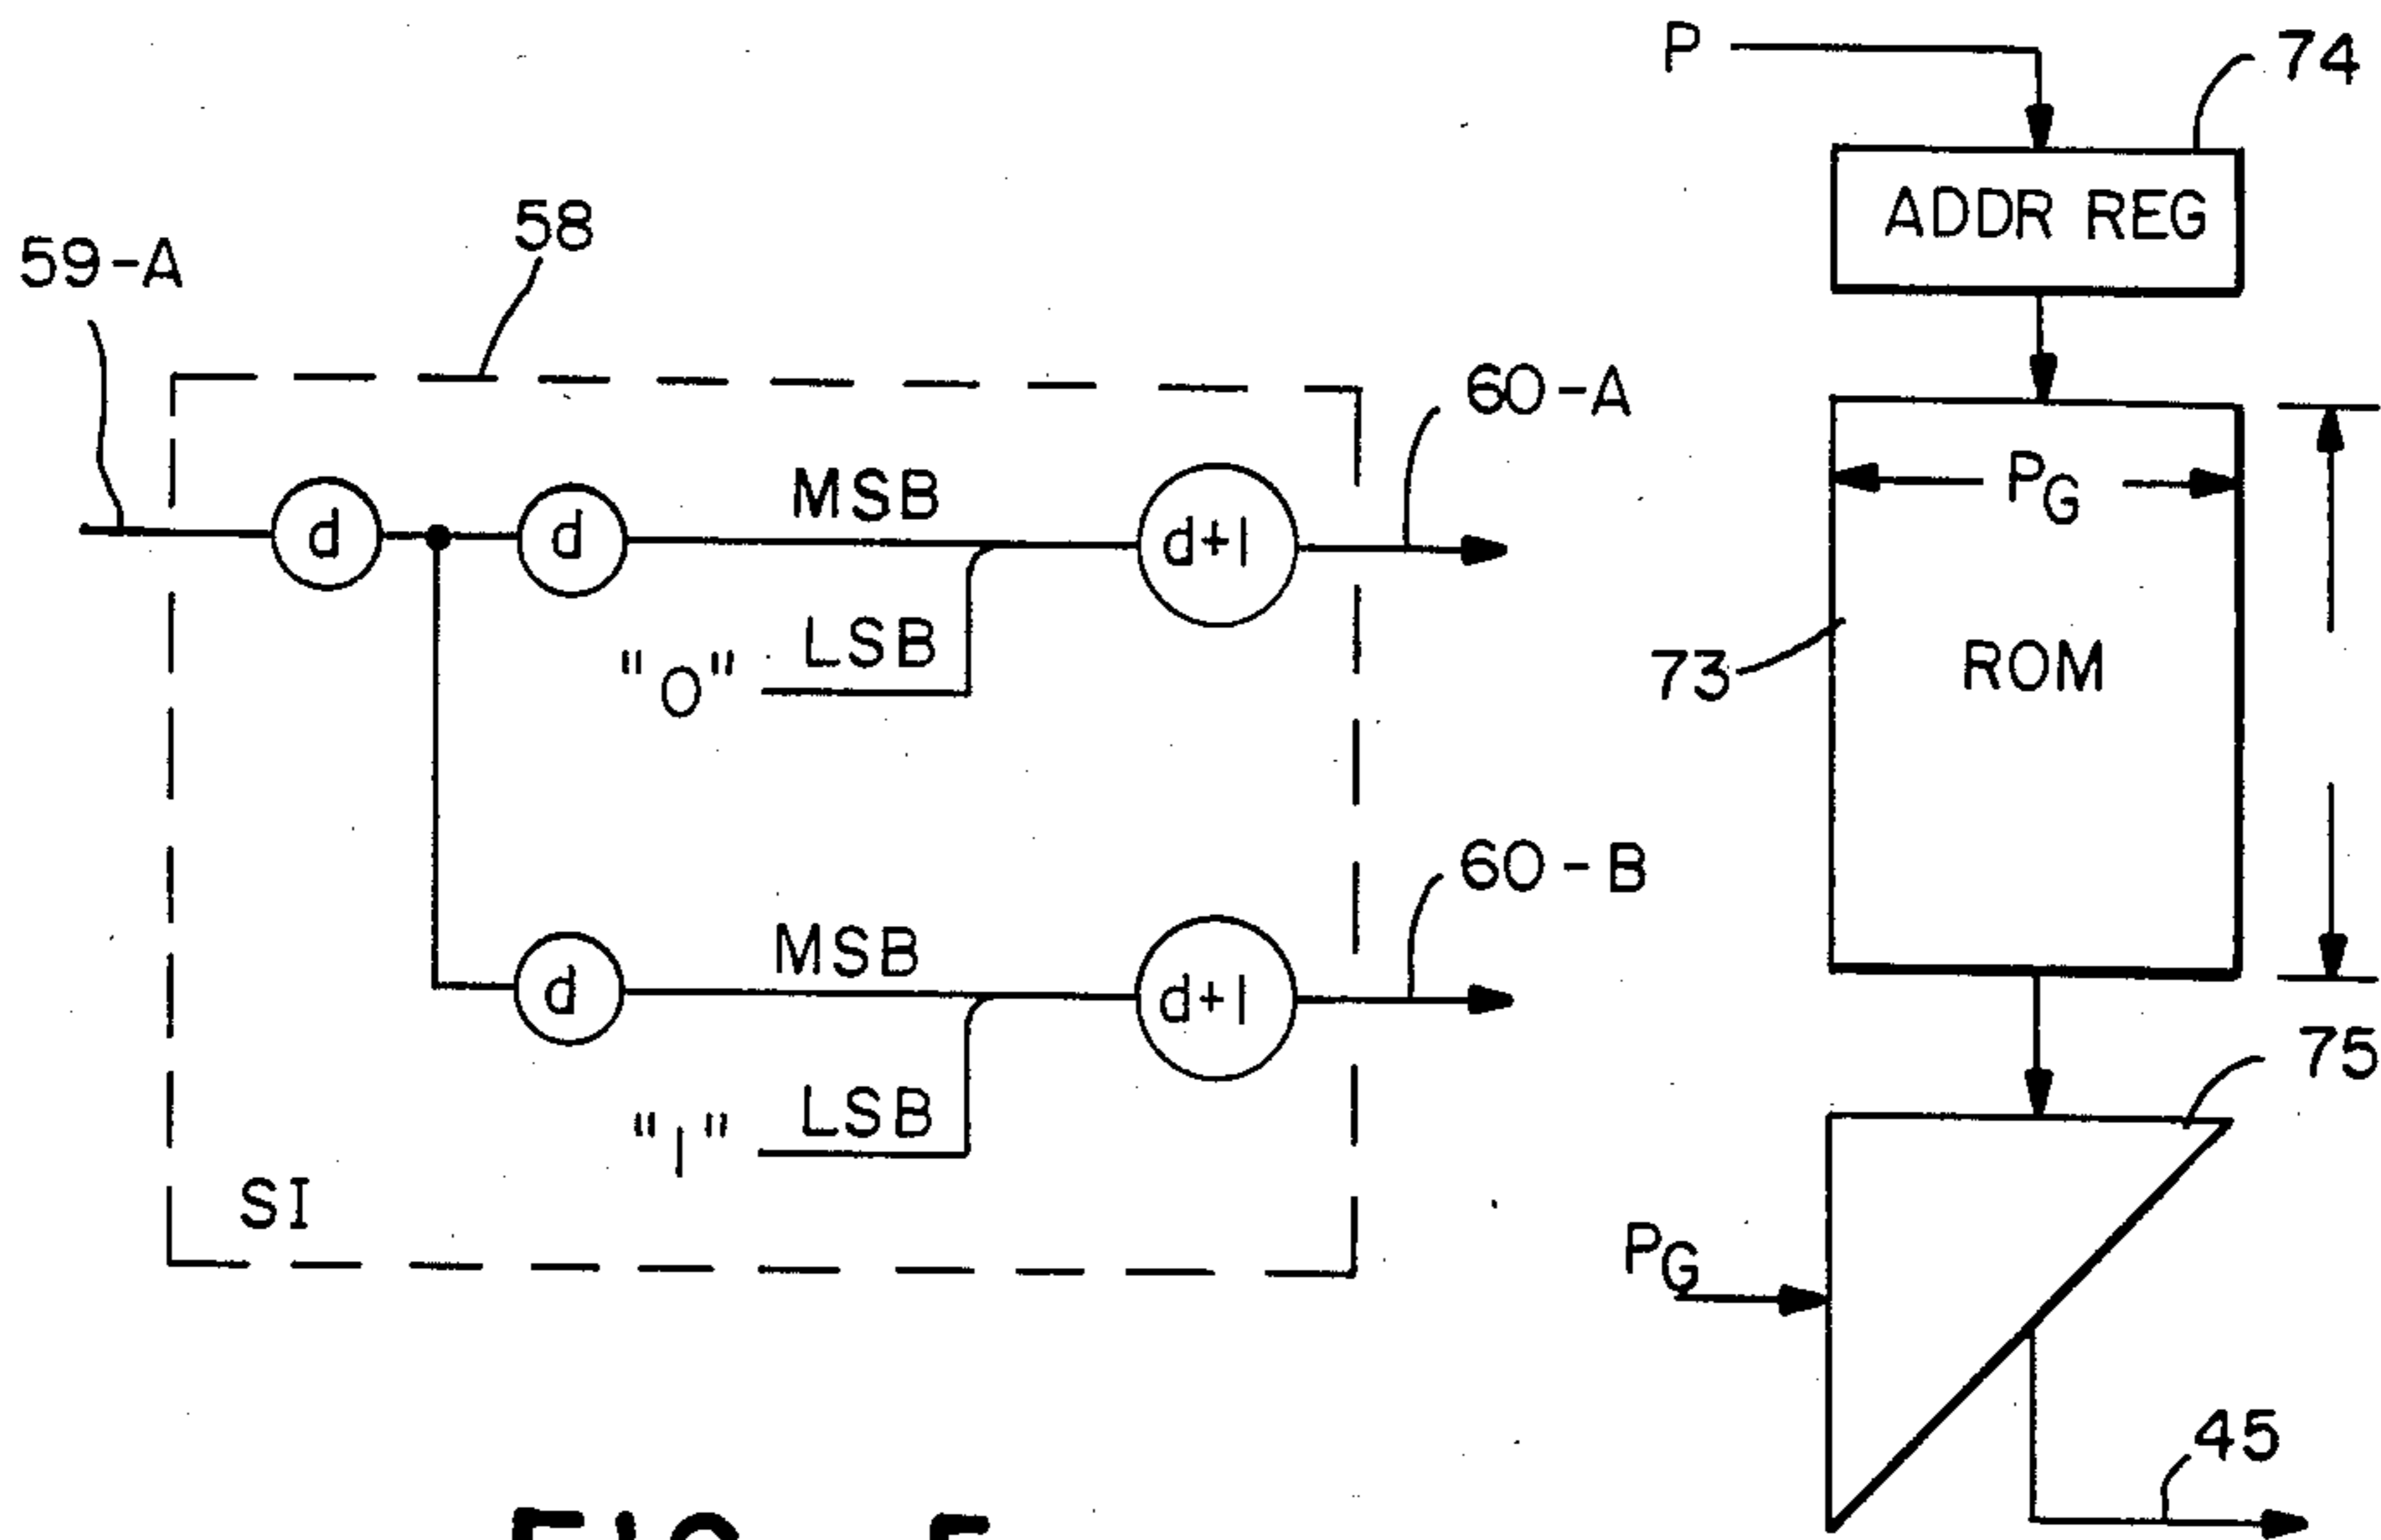 59-A
58
d
d
MSB
d+1
60-A
"0"
LSB
d
MSB
d+1
60-B
"1"
LSB
SI
P
74
ADDR REG
PG
73
ROM
75
PG
45